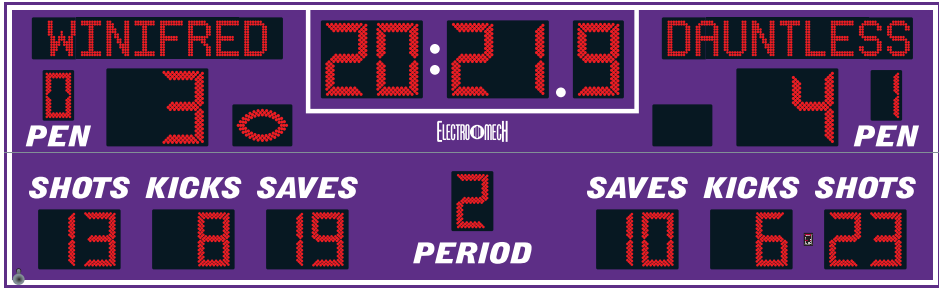 WINIFRED 20:21.9 DAUNTLESS
0 3 4 1
PEN PEN
ELECTRO MECH
SHOTS KICKS SAVES 2 SAVES KICKS SHOTS
13 8 19 PERIOD 10 6 23